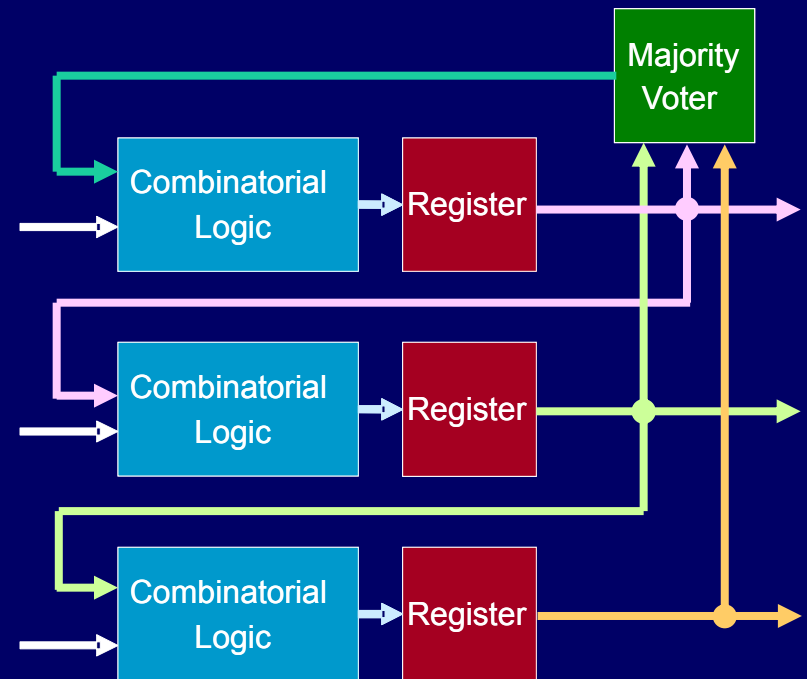 Majority
Voter
Combinatorial
Logic
Register
Combinatorial
Logic
Register
Combinatorial
Logic
Register